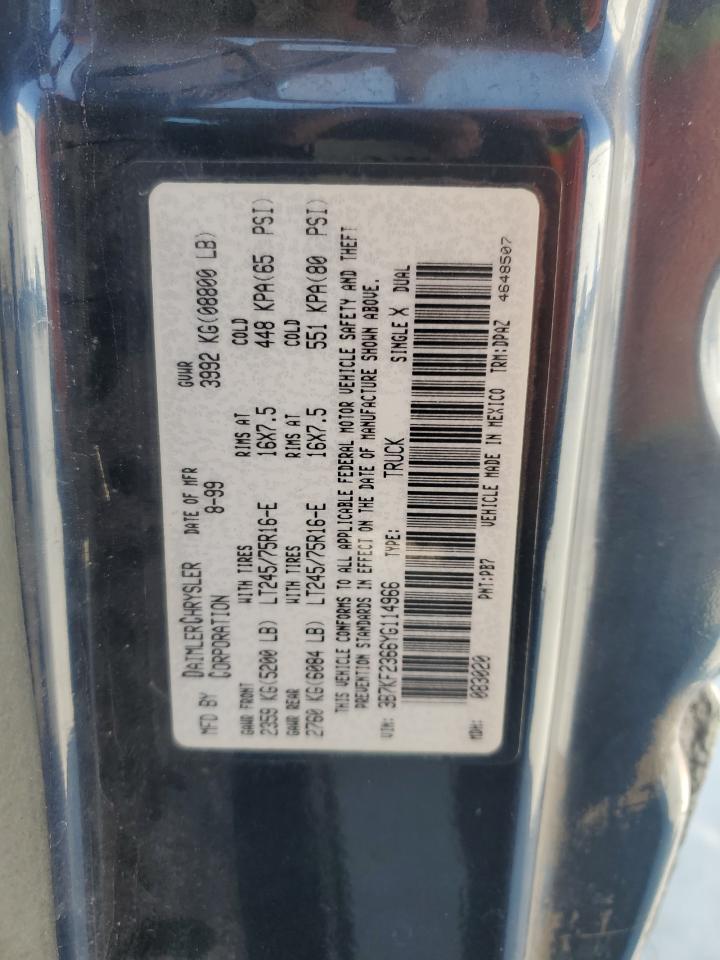 MFD BY DAIMLERCHRYSLER CORPORATION DATE OF MFR 8-99 GVWR 3992 KG(08800 LB)
GAWR FRONT WITH TIRES RIMS AT COLD
2359 KG(5200 LB) LT245/75R16-E 16X7.5 448 KPA(65 PSI)
GAWR REAR WITH TIRES RIMS AT COLD
2760 KG(6084 LB) LT245/75R16-E 16X7.5 551 KPA(80 PSI)
THIS VEHICLE CONFORMS TO ALL APPLICABLE FEDERAL MOTOR VEHICLE SAFETY AND THEFT
PREVENTION STANDARDS IN EFFECT ON THE DATE OF MANUFACTURE SHOWN ABOVE.
VIN: 3B7KF2366YG114966 TYPE: TRUCK SINGLE X DUAL
MDH: 083020 PNT:PB7 VEHICLE MADE IN MEXICO TRM:DPAZ 4648507